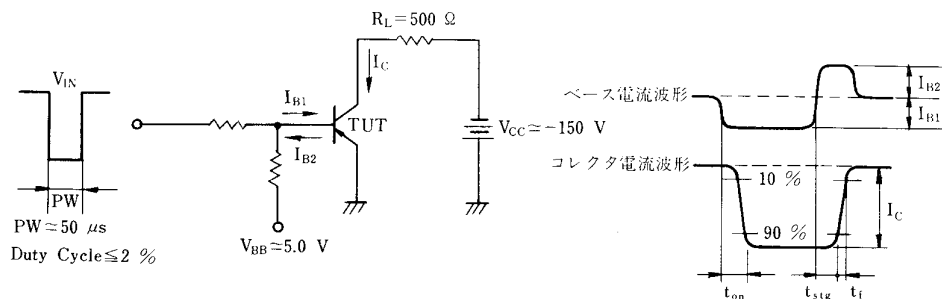 R_L = 500 Ω
V_IN
I_C
I_B1
TUT
I_B2
V_CC ≃ −150 V
PW
PW ≃ 50 μs
Duty Cycle ≦ 2 %
V_BB ≃ 5.0 V
ベース電流波形
I_B2
I_B1
コレクタ電流波形
10 %
I_C
90 %
t_on
t_stg
t_f